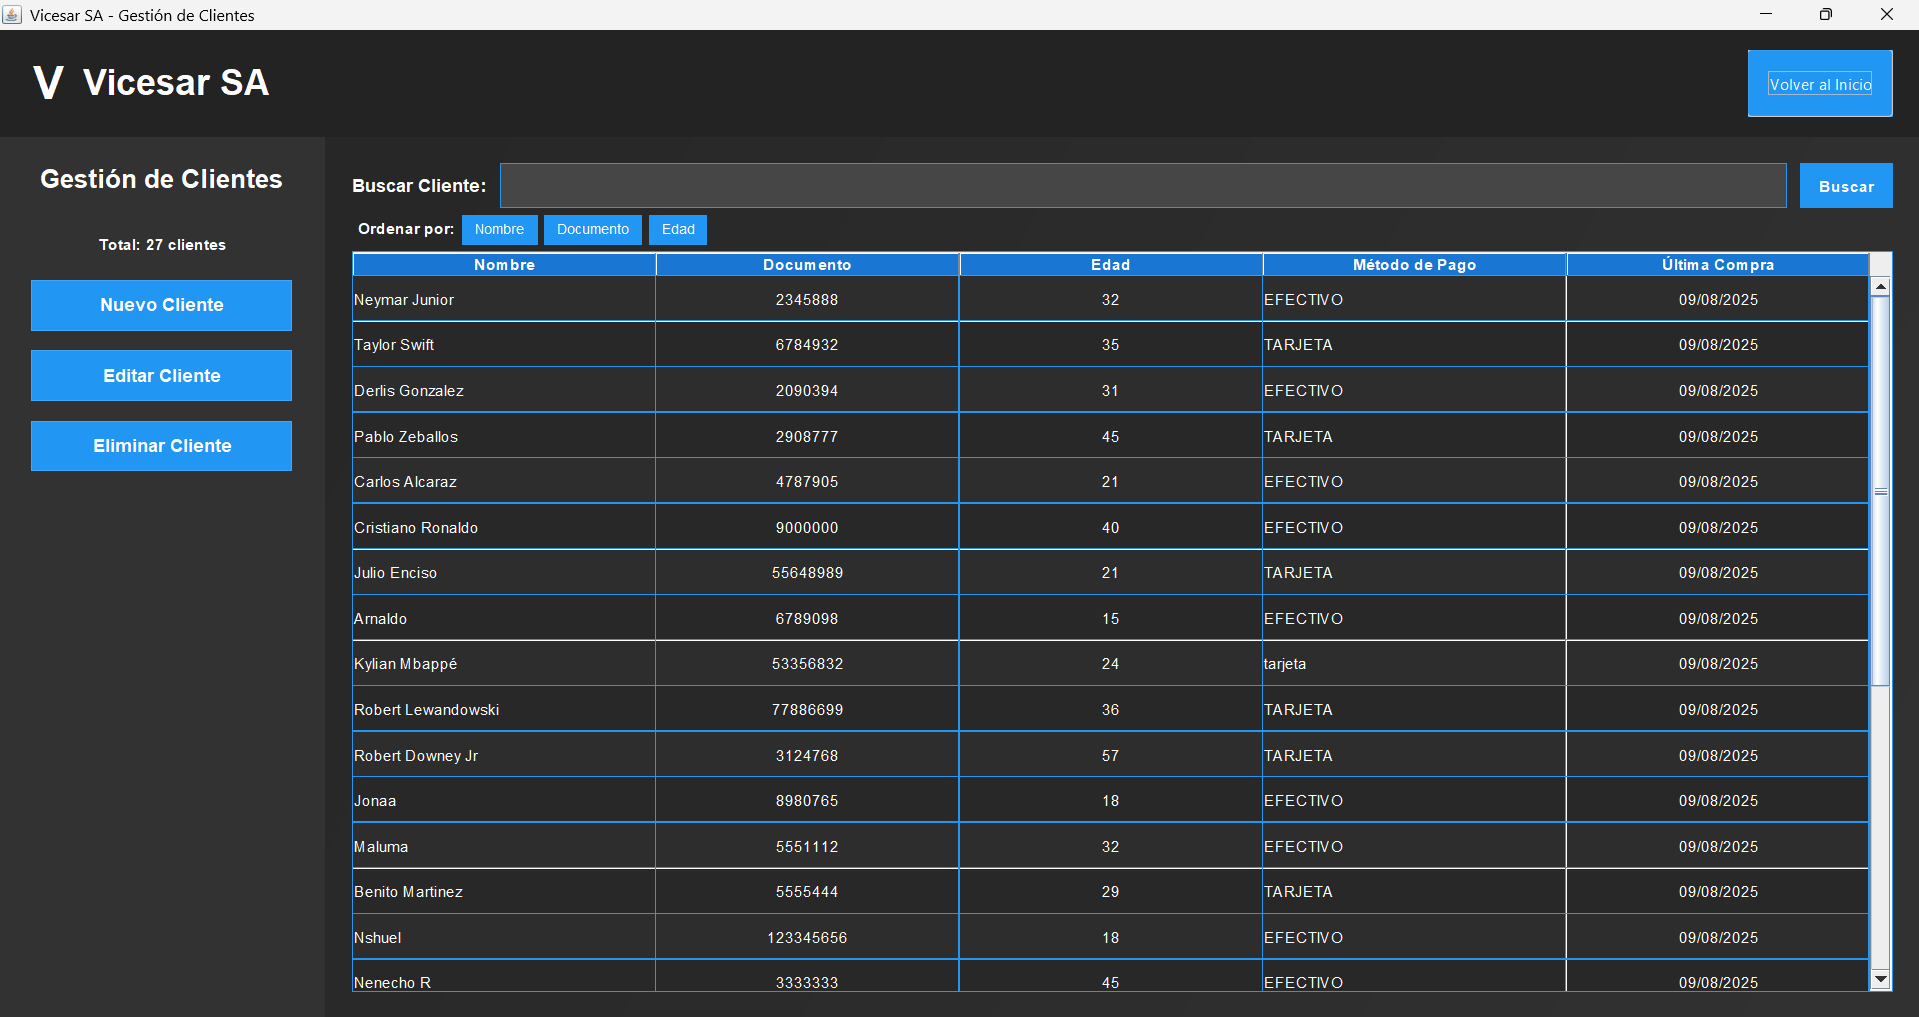 Vicesar SA - Gestión de Clientes
V Vicesar SA
Volver al Inicio
Gestión de Clientes
Total: 27 clientes
Nuevo Cliente
Editar Cliente
Eliminar Cliente
Buscar Cliente:
Buscar
Ordenar por: Nombre Documento Edad
Nombre Documento Edad Método de Pago Última Compra
Neymar Junior 2345888 32 EFECTIVO 09/08/2025
Taylor Swift 6784932 35 TARJETA 09/08/2025
Derlis Gonzalez 2090394 31 EFECTIVO 09/08/2025
Pablo Zeballos 2908777 45 TARJETA 09/08/2025
Carlos Alcaraz 4787905 21 EFECTIVO 09/08/2025
Cristiano Ronaldo 9000000 40 EFECTIVO 09/08/2025
Julio Enciso 55648989 21 TARJETA 09/08/2025
Arnaldo 6789098 15 EFECTIVO 09/08/2025
Kylian Mbappé 53356832 24 tarjeta 09/08/2025
Robert Lewandowski 77886699 36 TARJETA 09/08/2025
Robert Downey Jr 3124768 57 TARJETA 09/08/2025
Jonaa 8980765 18 EFECTIVO 09/08/2025
Maluma 5551112 32 EFECTIVO 09/08/2025
Benito Martinez 5555444 29 TARJETA 09/08/2025
Nshuel 123345656 18 EFECTIVO 09/08/2025
Nenecho R 3333333 45 EFECTIVO 09/08/2025